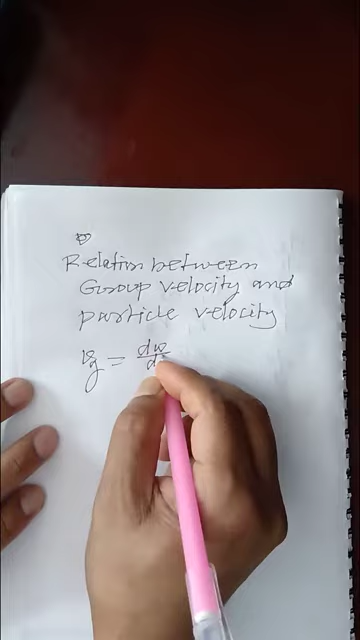 Relation between
Group velocity and
particle velocity
vg = dω/d